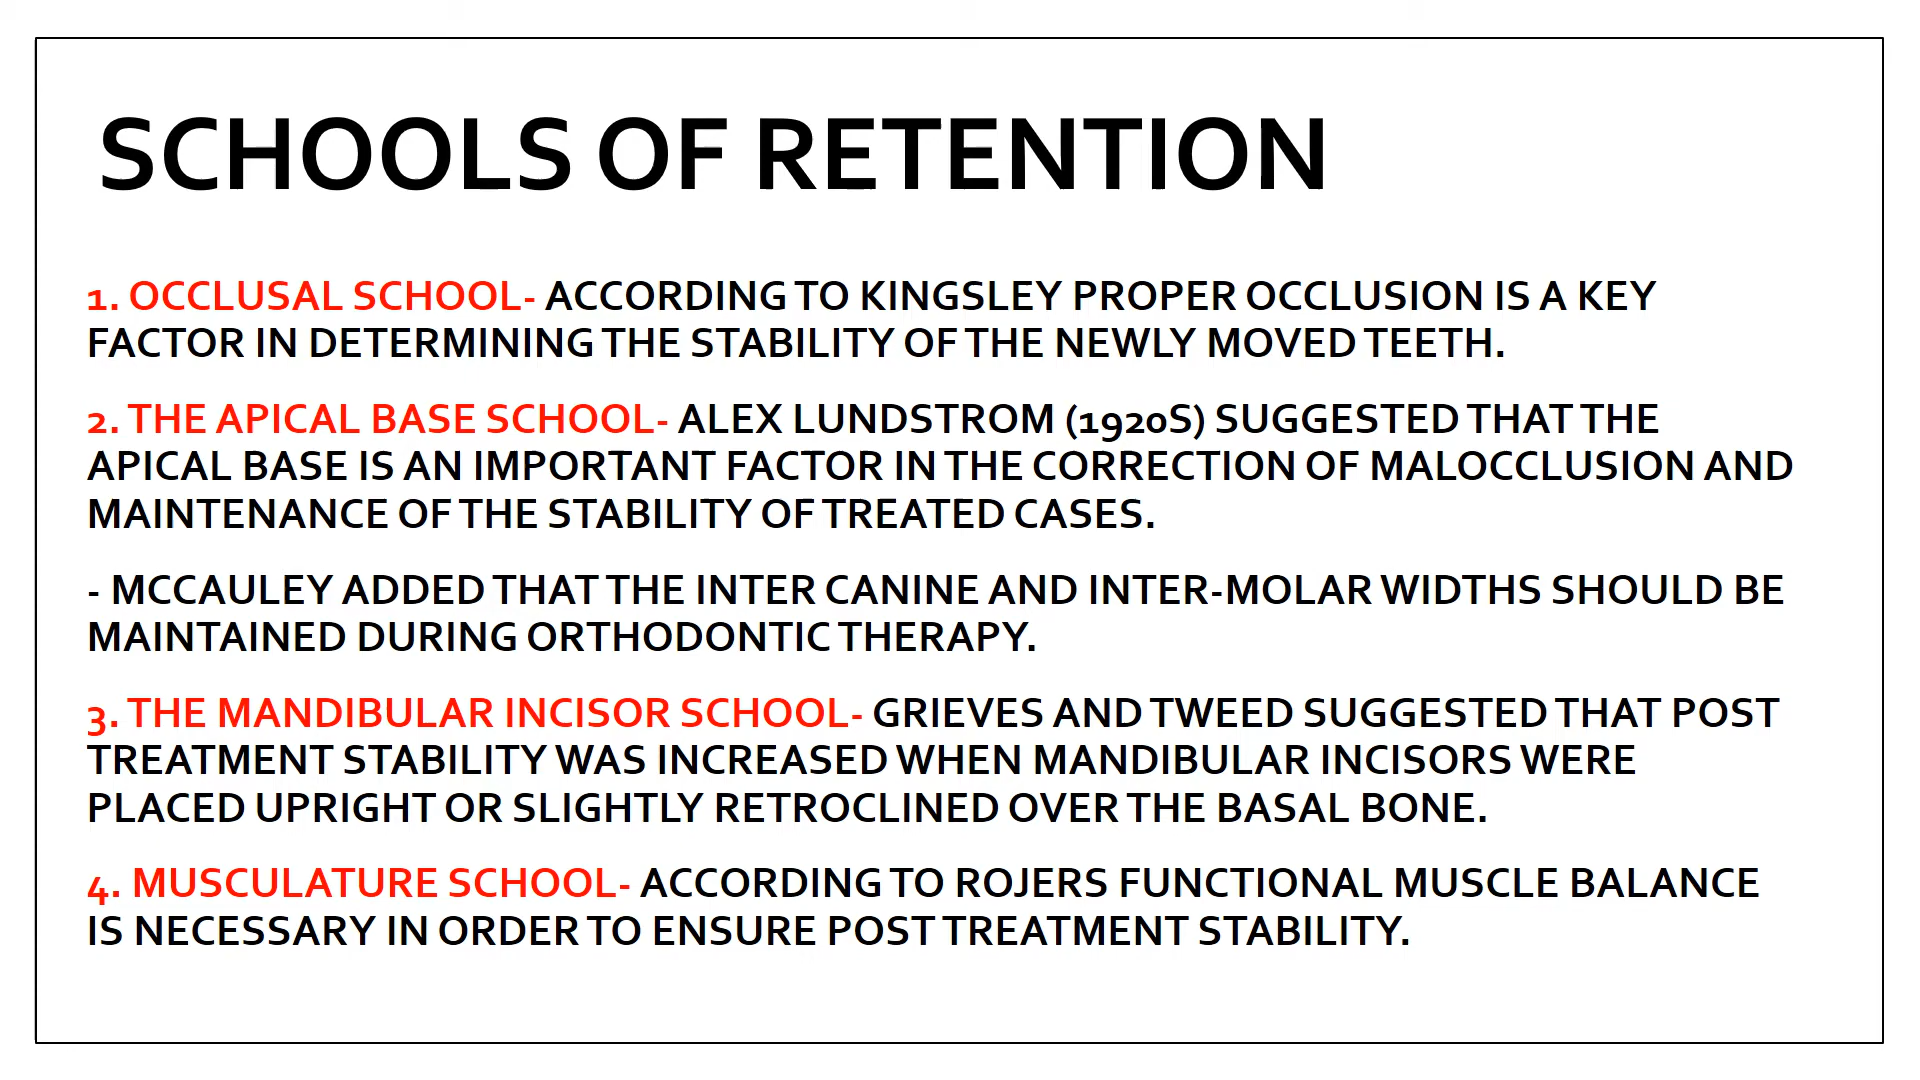 SCHOOLS OF RETENTION
1. OCCLUSAL SCHOOL- ACCORDING TO KINGSLEY PROPER OCCLUSION IS A KEY
FACTOR IN DETERMINING THE STABILITY OF THE NEWLY MOVED TEETH.
2. THE APICAL BASE SCHOOL- ALEX LUNDSTROM (1920S) SUGGESTED THAT THE
APICAL BASE IS AN IMPORTANT FACTOR IN THE CORRECTION OF MALOCCLUSION AND
MAINTENANCE OF THE STABILITY OF TREATED CASES.
- MCCAULEY ADDED THAT THE INTER CANINE AND INTER-MOLAR WIDTHS SHOULD BE
MAINTAINED DURING ORTHODONTIC THERAPY.
3. THE MANDIBULAR INCISOR SCHOOL- GRIEVES AND TWEED SUGGESTED THAT POST
TREATMENT STABILITY WAS INCREASED WHEN MANDIBULAR INCISORS WERE
PLACED UPRIGHT OR SLIGHTLY RETROCLINED OVER THE BASAL BONE.
4. MUSCULATURE SCHOOL- ACCORDING TO ROJERS FUNCTIONAL MUSCLE BALANCE
IS NECESSARY IN ORDER TO ENSURE POST TREATMENT STABILITY.